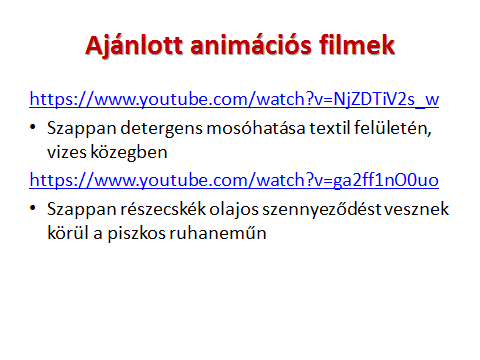 Ajánlott animációs filmek
https://www.youtube.com/watch?v=NjZDTiV2s_w
• Szappan detergens mosóhatása textil felületén,
vizes közegben
https://www.youtube.com/watch?v=ga2ff1nO0uo
• Szappan részecskék olajos szennyeződést vesznek
körül a piszkos ruhaneműn